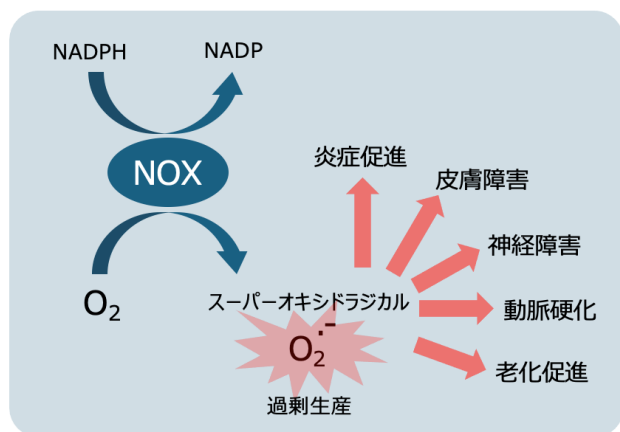 NADPH
NADP
NOX
O₂
スーパーオキシドラジカル
O₂·⁻
過剰生産
炎症促進
皮膚障害
神経障害
動脈硬化
老化促進